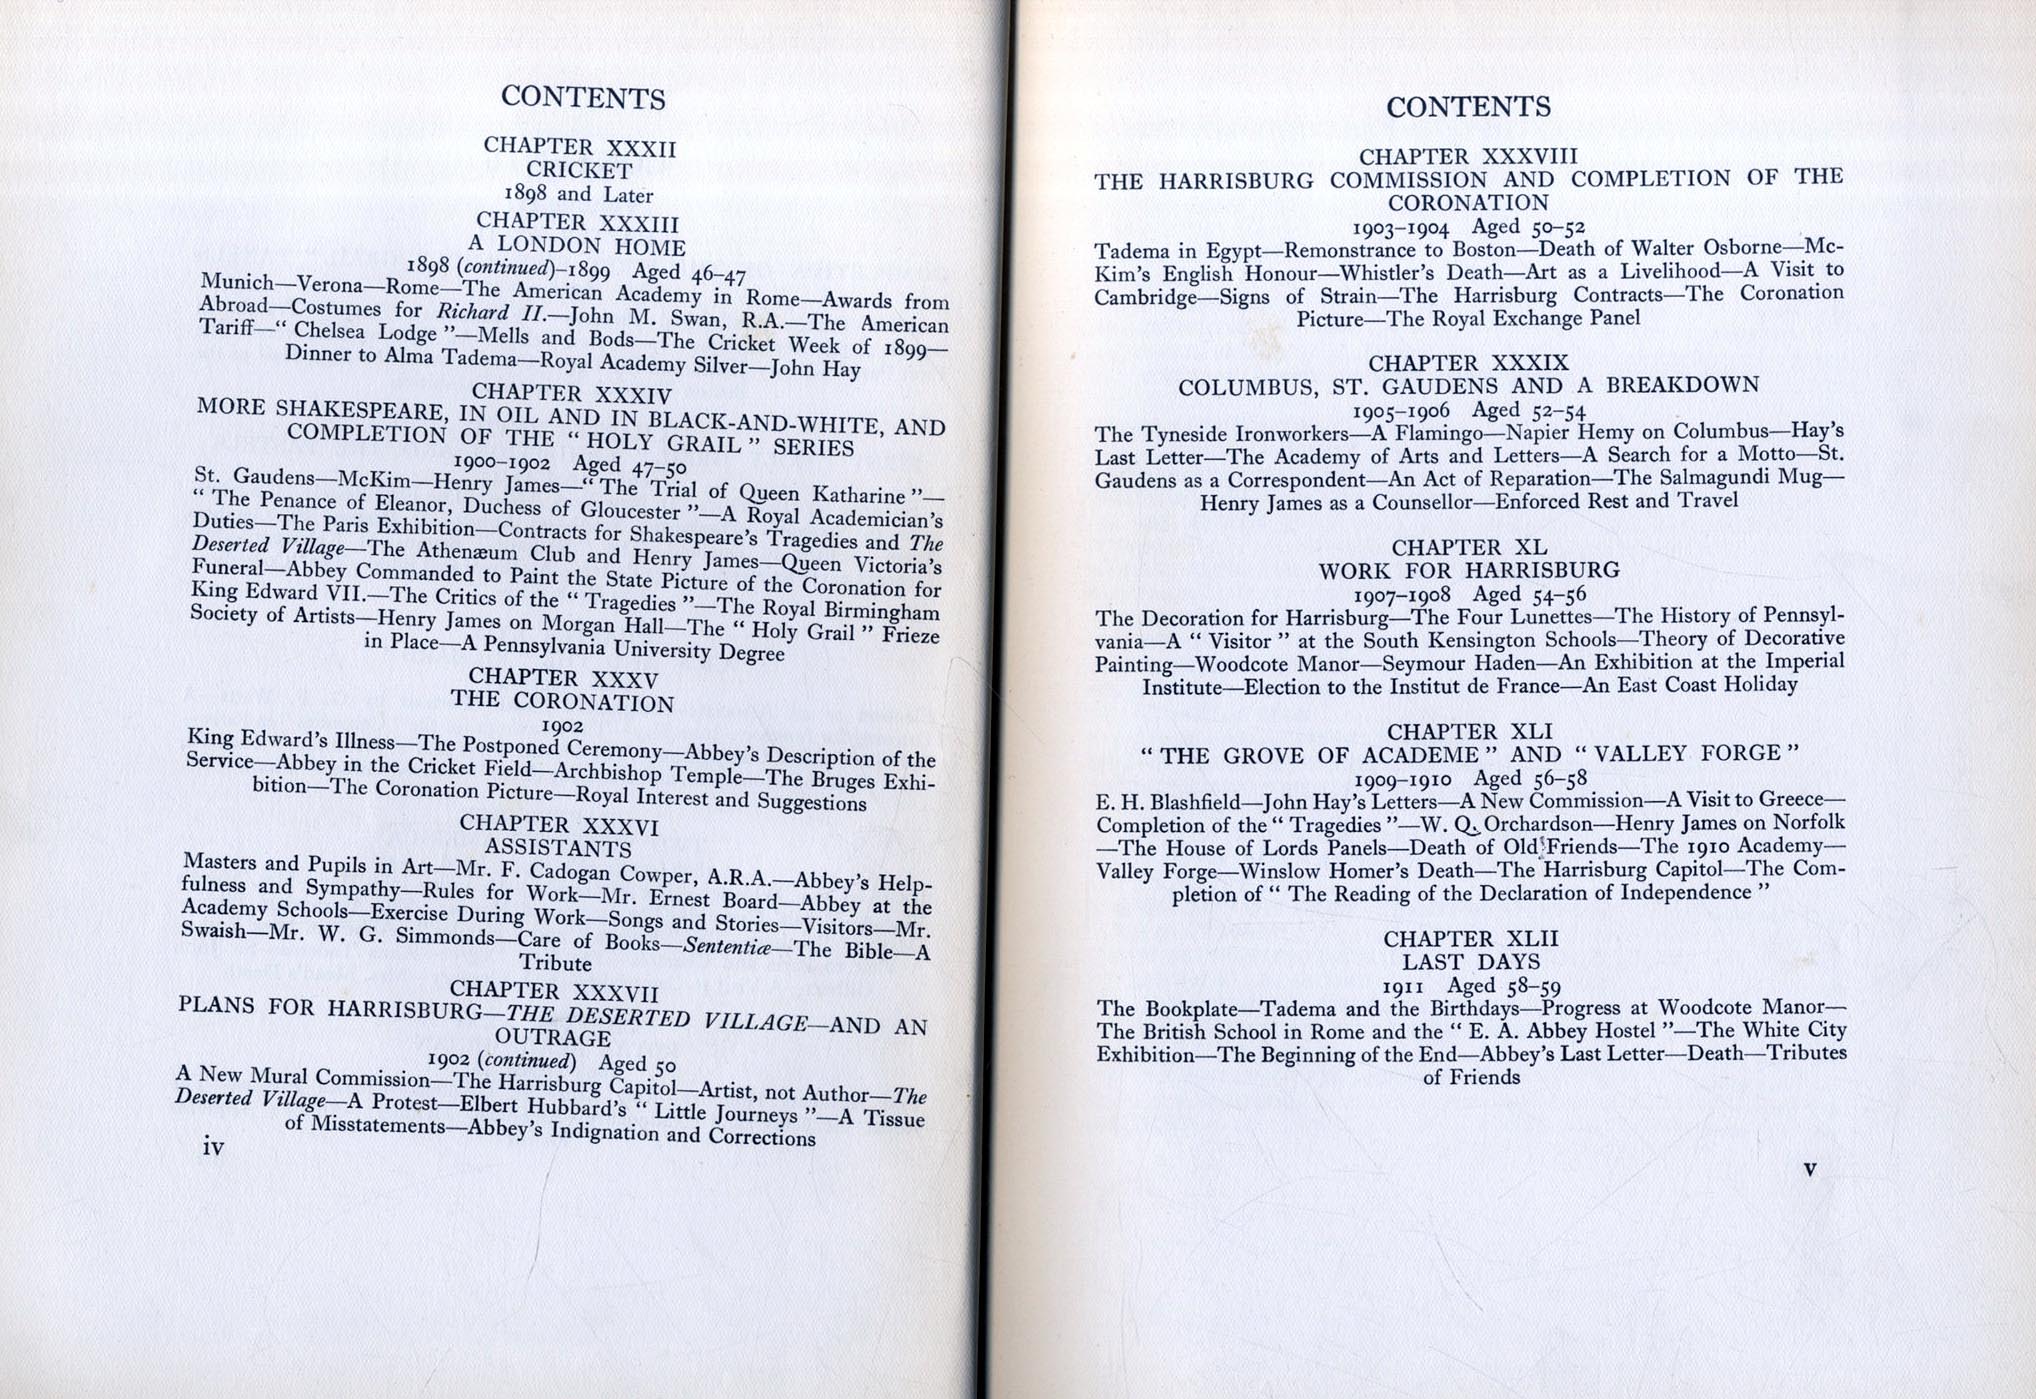 CONTENTS
CHAPTER XXXII
CRICKET
1898 and Later
CHAPTER XXXIII
A LONDON HOME
1898 (continued)–1899 Aged 46–47
Munich—Verona—Rome—The American Academy in Rome—Awards from
Abroad—Costumes for Richard II.—John M. Swan, R.A.—The American
Tariff—“ Chelsea Lodge ”—Mells and Bods—The Cricket Week of 1899—
Dinner to Alma Tadema—Royal Academy Silver—John Hay
CHAPTER XXXIV
MORE SHAKESPEARE, IN OIL AND IN BLACK-AND-WHITE, AND
COMPLETION OF THE “ HOLY GRAIL ” SERIES
1900–1902 Aged 47–50
St. Gaudens—McKim—Henry James—“ The Trial of Queen Katharine ”—
“ The Penance of Eleanor, Duchess of Gloucester ”—A Royal Academician’s
Duties—The Paris Exhibition—Contracts for Shakespeare’s Tragedies and The
Deserted Village—The Athenæum Club and Henry James—Queen Victoria’s
Funeral—Abbey Commanded to Paint the State Picture of the Coronation for
King Edward VII.—The Critics of the “ Tragedies ”—The Royal Birmingham
Society of Artists—Henry James on Morgan Hall—The “ Holy Grail ” Frieze
in Place—A Pennsylvania University Degree
CHAPTER XXXV
THE CORONATION
1902
King Edward’s Illness—The Postponed Ceremony—Abbey’s Description of the
Service—Abbey in the Cricket Field—Archbishop Temple—The Bruges Exhi-
bition—The Coronation Picture—Royal Interest and Suggestions
CHAPTER XXXVI
ASSISTANTS
Masters and Pupils in Art—Mr. F. Cadogan Cowper, A.R.A.—Abbey’s Help-
fulness and Sympathy—Rules for Work—Mr. Ernest Board—Abbey at the
Academy Schools—Exercise During Work—Songs and Stories—Visitors—Mr.
Swaish—Mr. W. G. Simmonds—Care of Books—Sententiæ—The Bible—A
Tribute
CHAPTER XXXVII
PLANS FOR HARRISBURG—THE DESERTED VILLAGE—AND AN
OUTRAGE
1902 (continued) Aged 50
A New Mural Commission—The Harrisburg Capitol—Artist, not Author—The
Deserted Village—A Protest—Elbert Hubbard’s “ Little Journeys ”—A Tissue
of Misstatements—Abbey’s Indignation and Corrections
iv
CONTENTS
CHAPTER XXXVIII
THE HARRISBURG COMMISSION AND COMPLETION OF THE
CORONATION
1903–1904 Aged 50–52
Tadema in Egypt—Remonstrance to Boston—Death of Walter Osborne—Mc-
Kim’s English Honour—Whistler’s Death—Art as a Livelihood—A Visit to
Cambridge—Signs of Strain—The Harrisburg Contracts—The Coronation
Picture—The Royal Exchange Panel
CHAPTER XXXIX
COLUMBUS, ST. GAUDENS AND A BREAKDOWN
1905–1906 Aged 52–54
The Tyneside Ironworkers—A Flamingo—Napier Hemy on Columbus—Hay’s
Last Letter—The Academy of Arts and Letters—A Search for a Motto—St.
Gaudens as a Correspondent—An Act of Reparation—The Salmagundi Mug—
Henry James as a Counsellor—Enforced Rest and Travel
CHAPTER XL
WORK FOR HARRISBURG
1907–1908 Aged 54–56
The Decoration for Harrisburg—The Four Lunettes—The History of Pennsyl-
vania—A “ Visitor ” at the South Kensington Schools—Theory of Decorative
Painting—Woodcote Manor—Seymour Haden—An Exhibition at the Imperial
Institute—Election to the Institut de France—An East Coast Holiday
CHAPTER XLI
“ THE GROVE OF ACADEME ” AND “ VALLEY FORGE ”
1909–1910 Aged 56–58
E. H. Blashfield—John Hay’s Letters—A New Commission—A Visit to Greece—
Completion of the “ Tragedies ”—W. Q. Orchardson—Henry James on Norfolk
—The House of Lords Panels—Death of Old Friends—The 1910 Academy—
Valley Forge—Winslow Homer’s Death—The Harrisburg Capitol—The Com-
pletion of “ The Reading of the Declaration of Independence ”
CHAPTER XLII
LAST DAYS
1911 Aged 58–59
The Bookplate—Tadema and the Birthdays—Progress at Woodcote Manor—
The British School in Rome and the “ E. A. Abbey Hostel ”—The White City
Exhibition—The Beginning of the End—Abbey’s Last Letter—Death—Tributes
of Friends
v